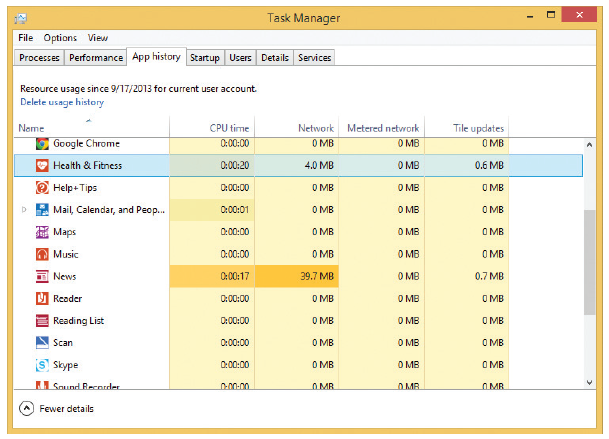 Task Manager
File Options View
Processes Performance App history Startup Users Details Services
Resource usage since 9/17/2013 for current user account.
Delete usage history
Name CPU time Network Metered network Tile updates
Google Chrome 0:00:00 0 MB 0 MB 0 MB
Health & Fitness 0:00:20 4.0 MB 0 MB 0.6 MB
Help+Tips 0:00:00 0 MB 0 MB 0 MB
Mail, Calendar, and Peop... 0:00:01 0 MB 0 MB 0 MB
Maps 0:00:00 0 MB 0 MB 0 MB
Music 0:00:00 0 MB 0 MB 0 MB
News 0:00:17 39.7 MB 0 MB 0.7 MB
Reader 0:00:00 0 MB 0 MB 0 MB
Reading List 0:00:00 0 MB 0 MB 0 MB
Scan 0:00:00 0 MB 0 MB 0 MB
Skype 0:00:00 0 MB 0 MB 0 MB
Sound Recorder 0:00:00 0 MB 0 MB 0 MB
Fewer details